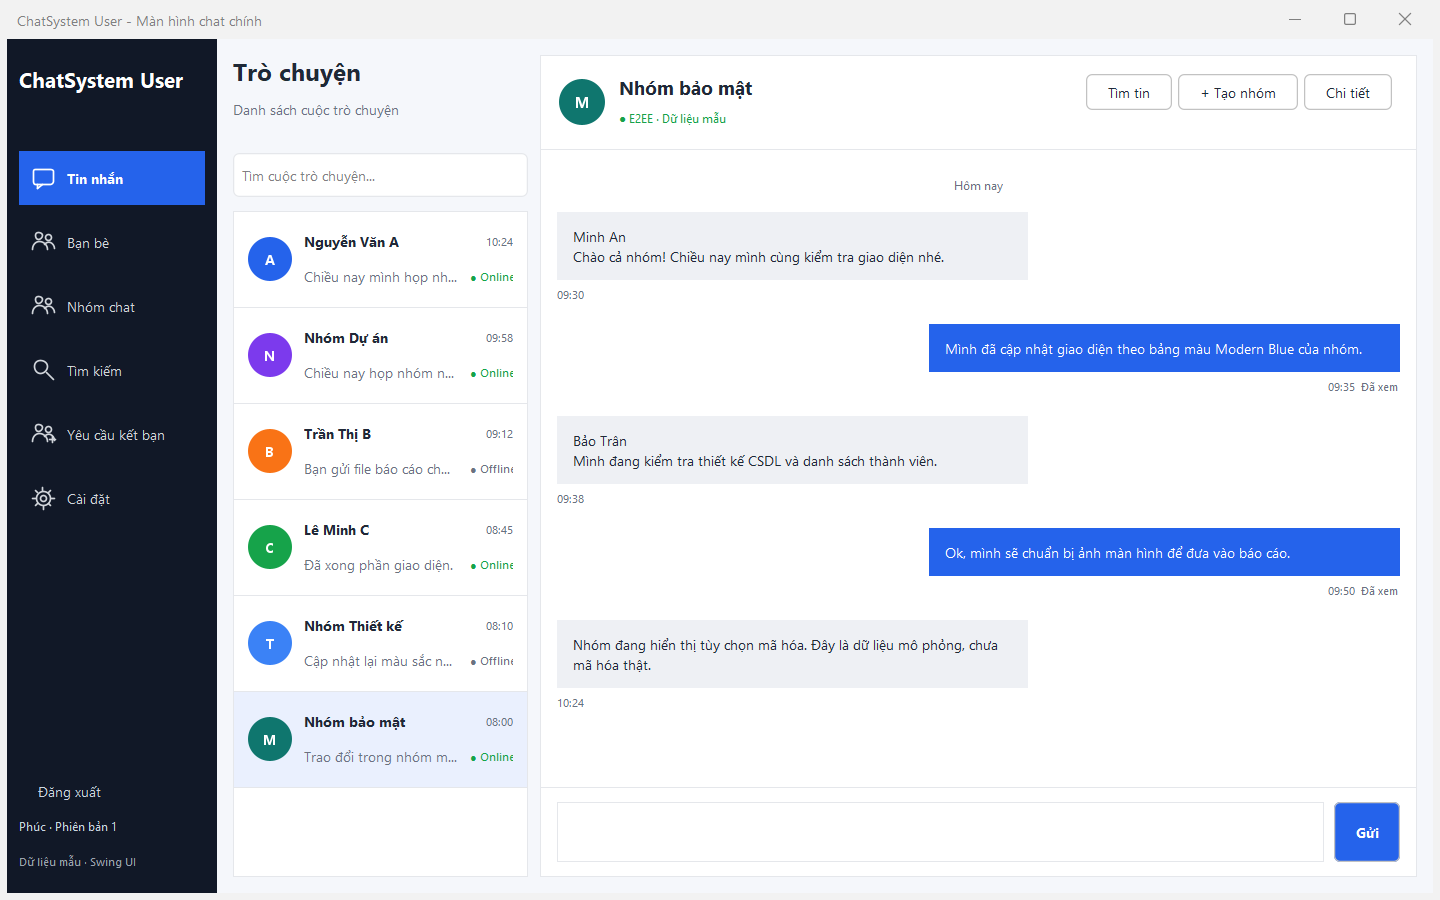 ChatSystem User - Màn hình chat chính
ChatSystem User
Tin nhắn
Bạn bè
Nhóm chat
Tìm kiếm
Yêu cầu kết bạn
Cài đặt
Đăng xuất
Phúc · Phiên bản 1
Dữ liệu mẫu · Swing UI
Trò chuyện
Danh sách cuộc trò chuyện
Tìm cuộc trò chuyện...
A
Nguyễn Văn A
10:24
Chiều nay mình họp nh...
● Online
N
Nhóm Dự án
09:58
Chiều nay họp nhóm n...
● Online
B
Trần Thị B
09:12
Bạn gửi file báo cáo ch...
● Offline
C
Lê Minh C
08:45
Đã xong phần giao diện.
● Online
T
Nhóm Thiết kế
08:10
Cập nhật lại màu sắc n...
● Offline
M
Nhóm bảo mật
08:00
Trao đổi trong nhóm m...
● Online
M
Nhóm bảo mật
● E2EE · Dữ liệu mẫu
Tìm tin
+ Tạo nhóm
Chi tiết
Hôm nay
Minh An
Chào cả nhóm! Chiều nay mình cùng kiểm tra giao diện nhé.
09:30
Mình đã cập nhật giao diện theo bảng màu Modern Blue của nhóm.
09:35 Đã xem
Bảo Trân
Mình đang kiểm tra thiết kế CSDL và danh sách thành viên.
09:38
Ok, mình sẽ chuẩn bị ảnh màn hình để đưa vào báo cáo.
09:50 Đã xem
Nhóm đang hiển thị tùy chọn mã hóa. Đây là dữ liệu mô phỏng, chưa
mã hóa thật.
10:24
Gửi